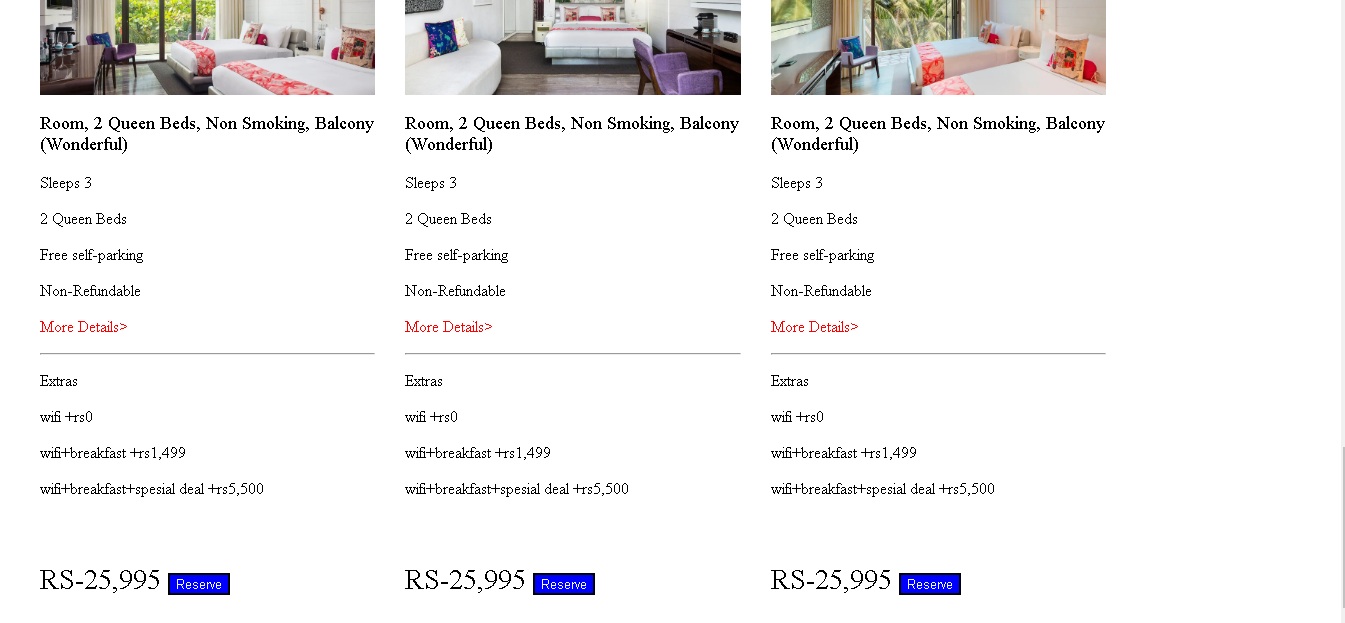 Room, 2 Queen Beds, Non Smoking, Balcony
(Wonderful)
Sleeps 3
2 Queen Beds
Free self-parking
Non-Refundable
More Details>
Extras
wifi +rs0
wifi+breakfast +rs1,499
wifi+breakfast+spesial deal +rs5,500
RS-25,995 Reserve
Room, 2 Queen Beds, Non Smoking, Balcony
(Wonderful)
Sleeps 3
2 Queen Beds
Free self-parking
Non-Refundable
More Details>
Extras
wifi +rs0
wifi+breakfast +rs1,499
wifi+breakfast+spesial deal +rs5,500
RS-25,995 Reserve
Room, 2 Queen Beds, Non Smoking, Balcony
(Wonderful)
Sleeps 3
2 Queen Beds
Free self-parking
Non-Refundable
More Details>
Extras
wifi +rs0
wifi+breakfast +rs1,499
wifi+breakfast+spesial deal +rs5,500
RS-25,995 Reserve